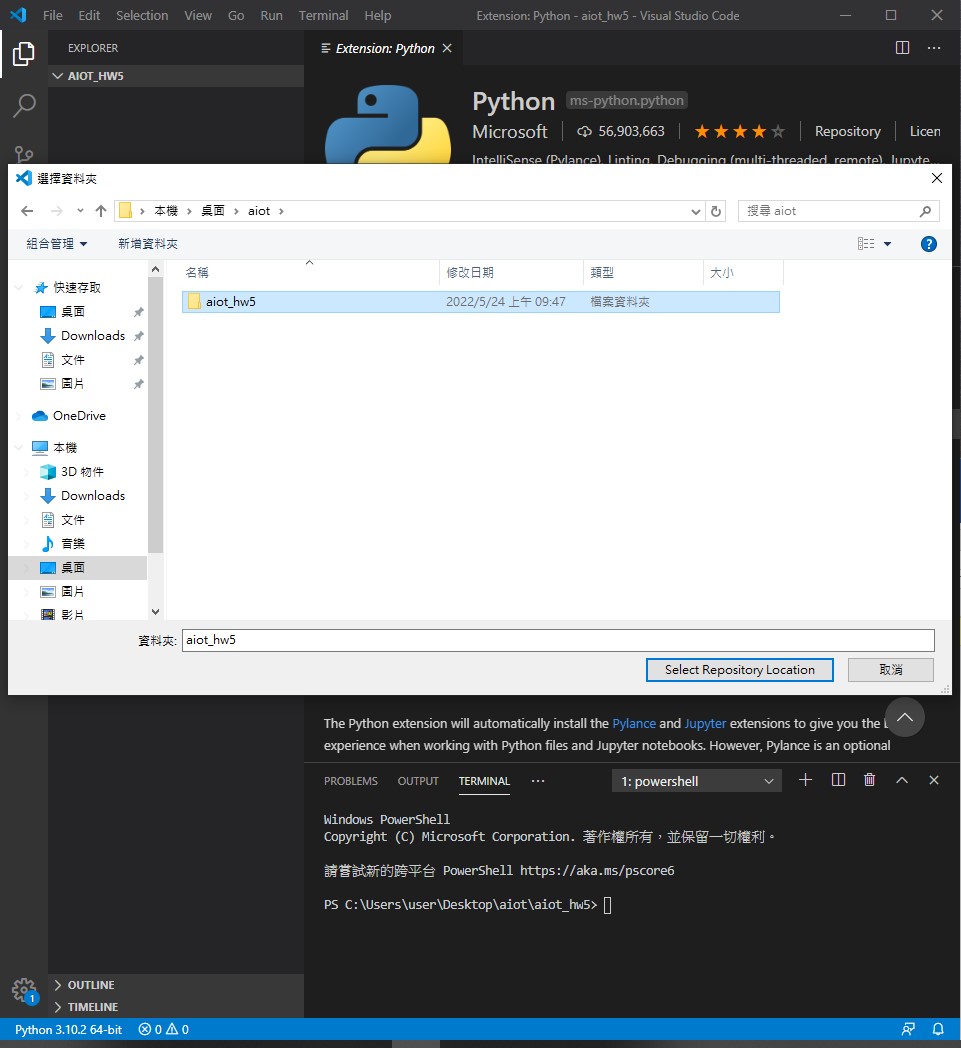 File Edit Selection View Go Run Terminal Help Extension: Python - aiot_hw5 - Visual Studio Code
EXPLORER
Extension: Python
AIOT_HW5
Python ms-python.python
Microsoft 56,903,663 Repository Licen
IntelliSense (Pylance), Linting, Debugging (multi-threaded, remote), Jupyte...
選擇資料夾
本機 › 桌面 › aiot ›
搜尋 aiot
組合管理 新增資料夾
名稱 修改日期 類型 大小
快速存取
aiot_hw5 2022/5/24 上午 09:47 檔案資料夾
桌面
Downloads
文件
圖片
OneDrive
本機
3D 物件
Downloads
文件
音樂
桌面
圖片
影片
資料夾: aiot_hw5
Select Repository Location 取消
The Python extension will automatically install the Pylance and Jupyter extensions to give you the
experience when working with Python files and Jupyter notebooks. However, Pylance is an optional
PROBLEMS OUTPUT TERMINAL ··· 1: powershell
Windows PowerShell
Copyright (C) Microsoft Corporation. 著作權所有，並保留一切權利。
請嘗試新的跨平台 PowerShell https://aka.ms/pscore6
PS C:\Users\user\Desktop\aiot\aiot_hw5>
OUTLINE
1
TIMELINE
Python 3.10.2 64-bit 0 0